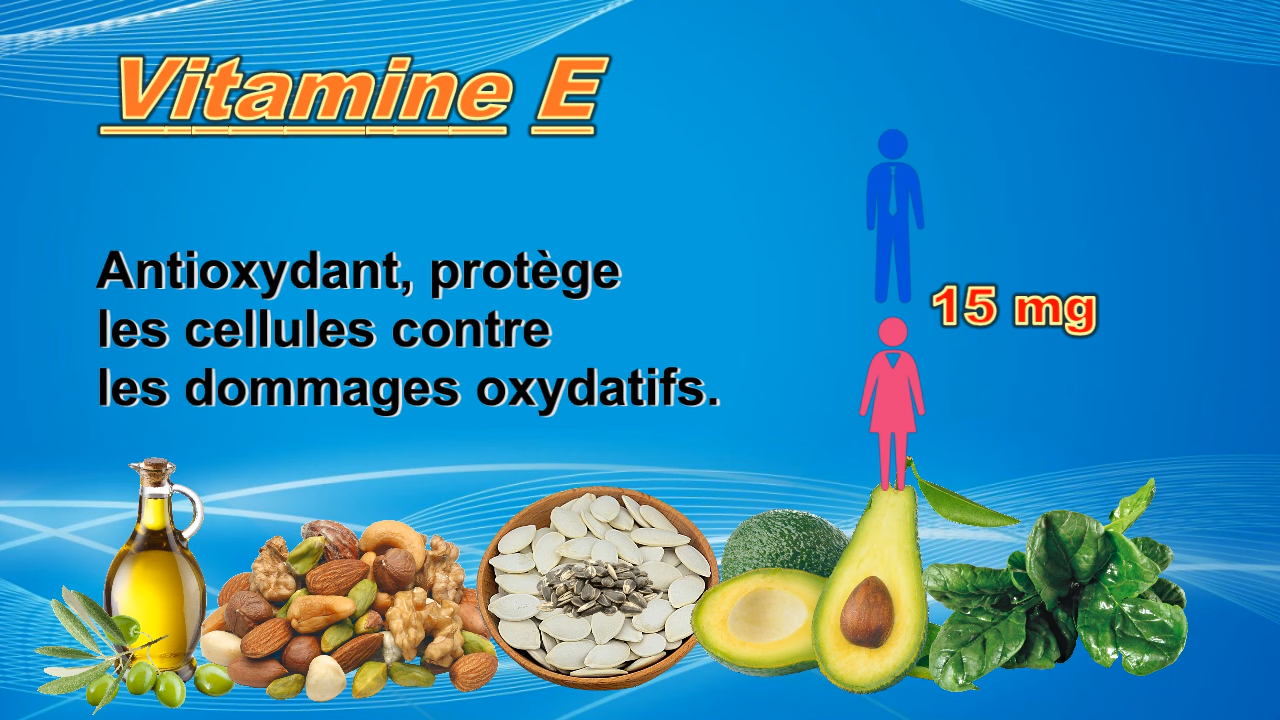 Vitamine E
Antioxydant, protège
les cellules contre
les dommages oxydatifs.
15 mg